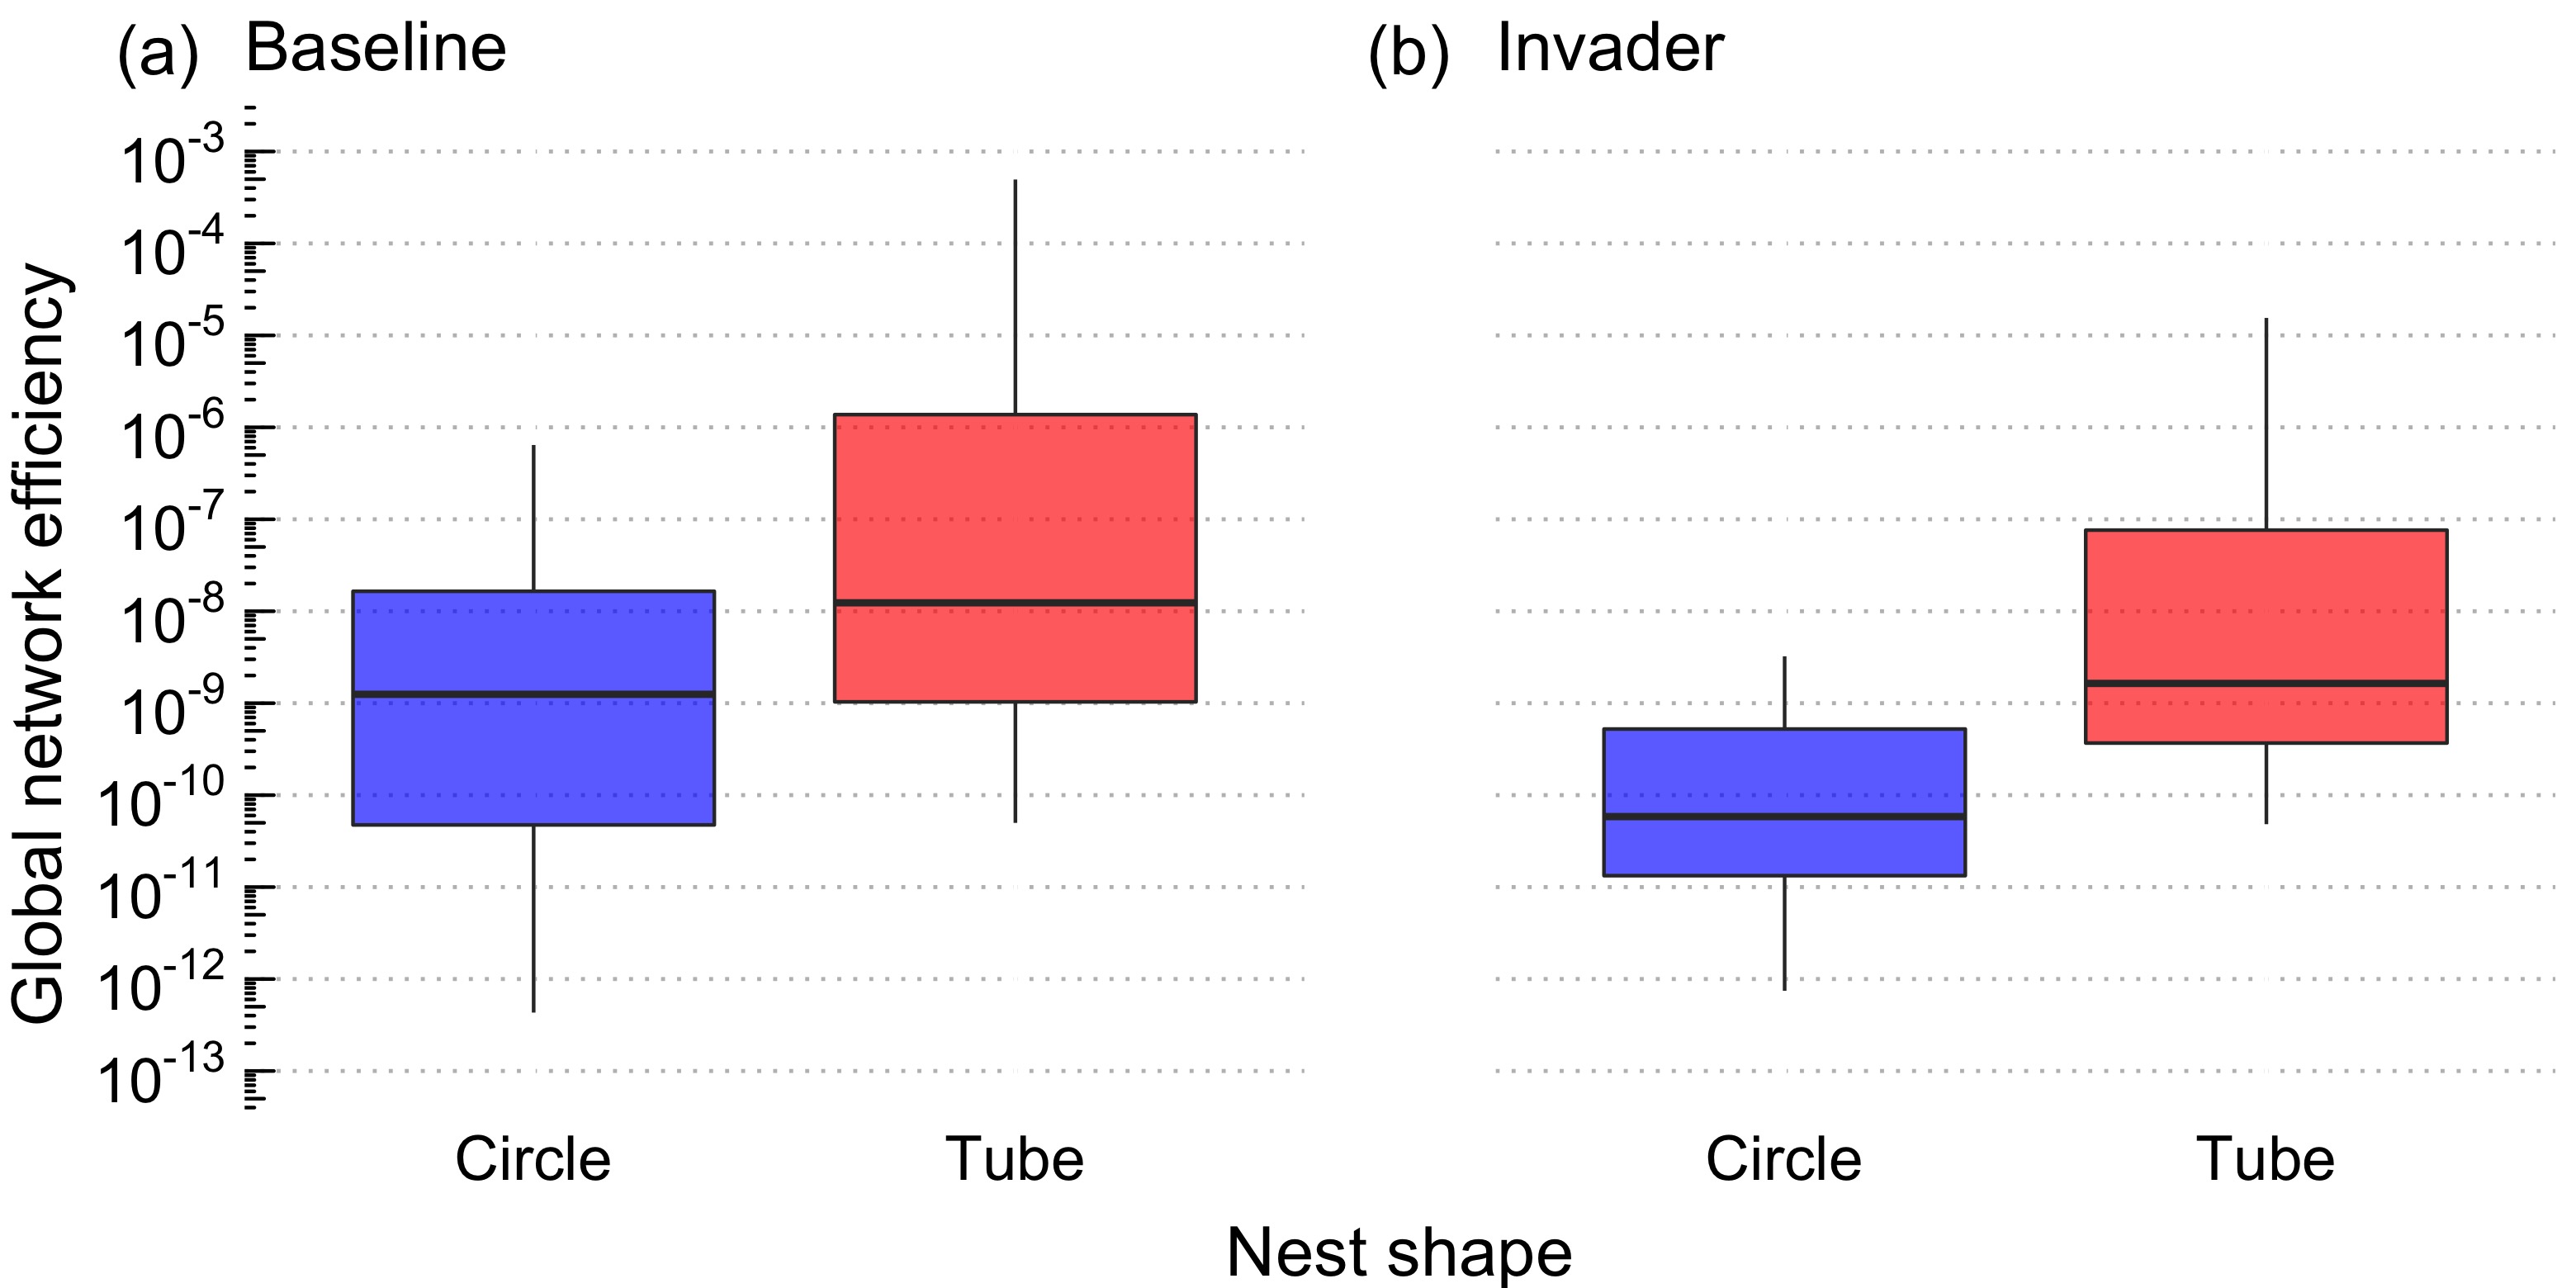 (a) Baseline
(b) Invader
Global network efficiency
10⁻³
10⁻⁴
10⁻⁵
10⁻⁶
10⁻⁷
10⁻⁸
10⁻⁹
10⁻¹⁰
10⁻¹¹
10⁻¹²
10⁻¹³
Circle
Tube
Circle
Tube
Nest shape